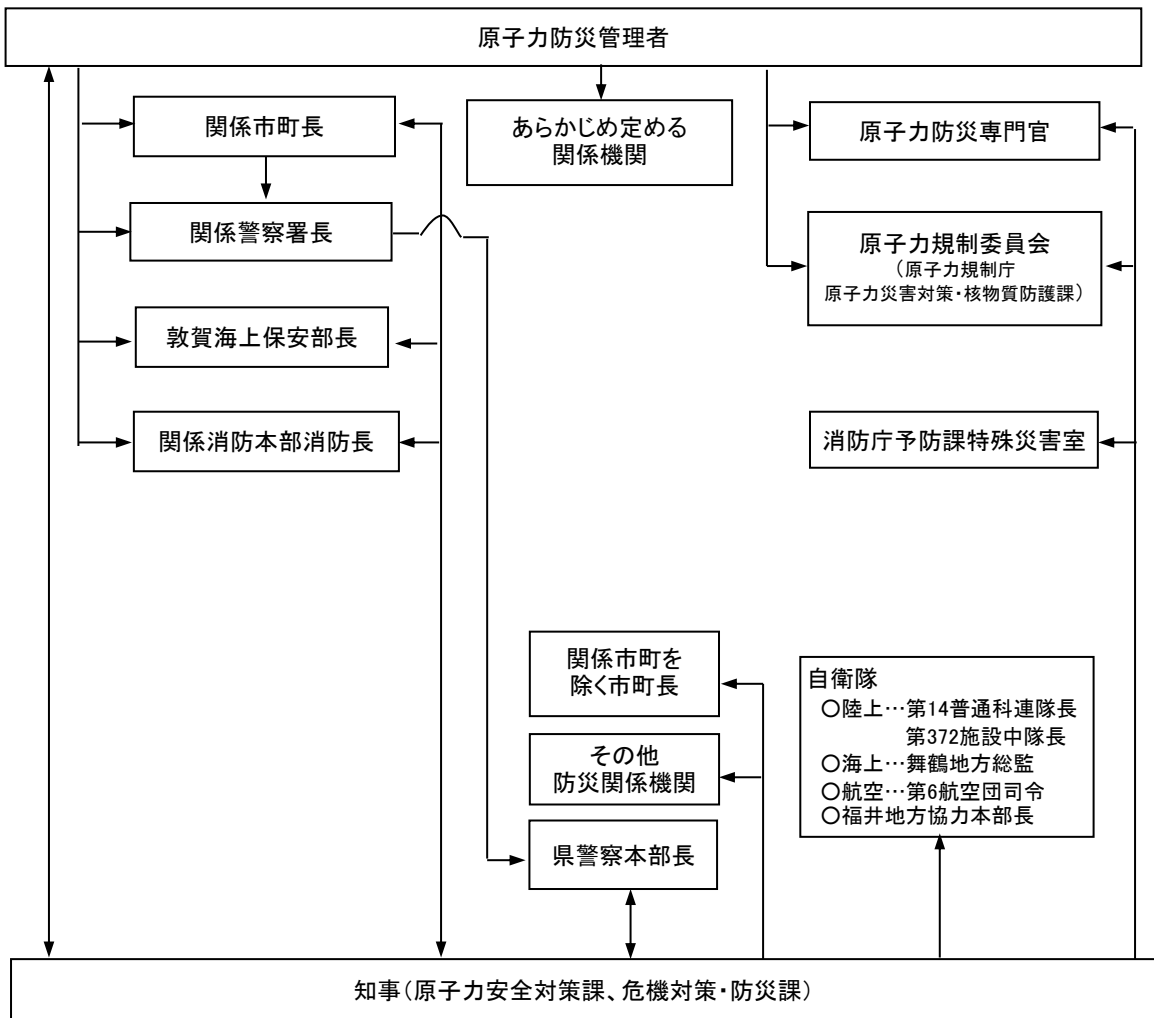 原子力防災管理者
関係市町長
あらかじめ定める
関係機関
原子力防災専門官
関係警察署長
原子力規制委員会
（原子力規制庁
原子力災害対策・核物質防護課）
敦賀海上保安部長
関係消防本部消防長
消防庁予防課特殊災害室
関係市町を
除く市町長
その他
防災関係機関
県警察本部長
自衛隊
○陸上…第14普通科連隊長
第372施設中隊長
○海上…舞鶴地方総監
○航空…第6航空団司令
○福井地方協力本部長
知事（原子力安全対策課、危機対策・防災課）